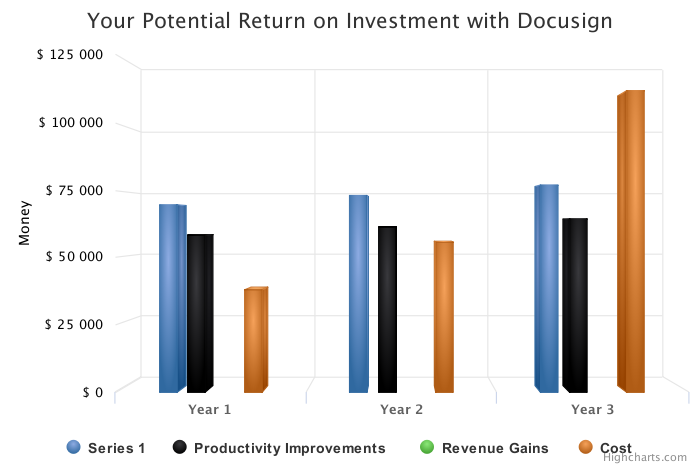 Your Potential Return on Investment with Docusign
$ 125 000
$ 100 000
$ 75 000
$ 50 000
$ 25 000
$ 0
Money
Year 1
Year 2
Year 3
Series 1
Productivity Improvements
Revenue Gains
Cost
Highcharts.com